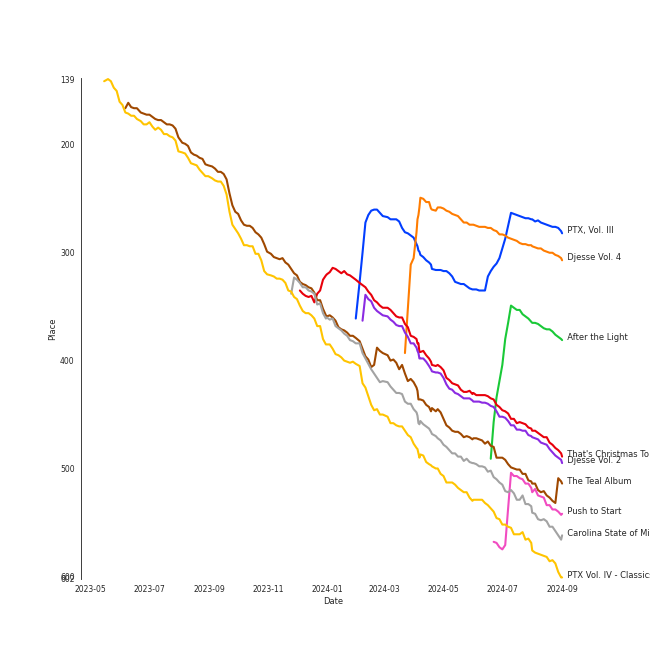 139
200
300
400
500
602
Place
2023-05
2023-07
2023-09
2023-11
2024-01
2024-03
2024-05
2024-07
2024-09
Date
PTX, Vol. III
Djesse Vol. 4
After the Light
That's Christmas To
Djesse Vol. 2
The Teal Album
Push to Start
Carolina State of Mi
PTX Vol. IV - Classic